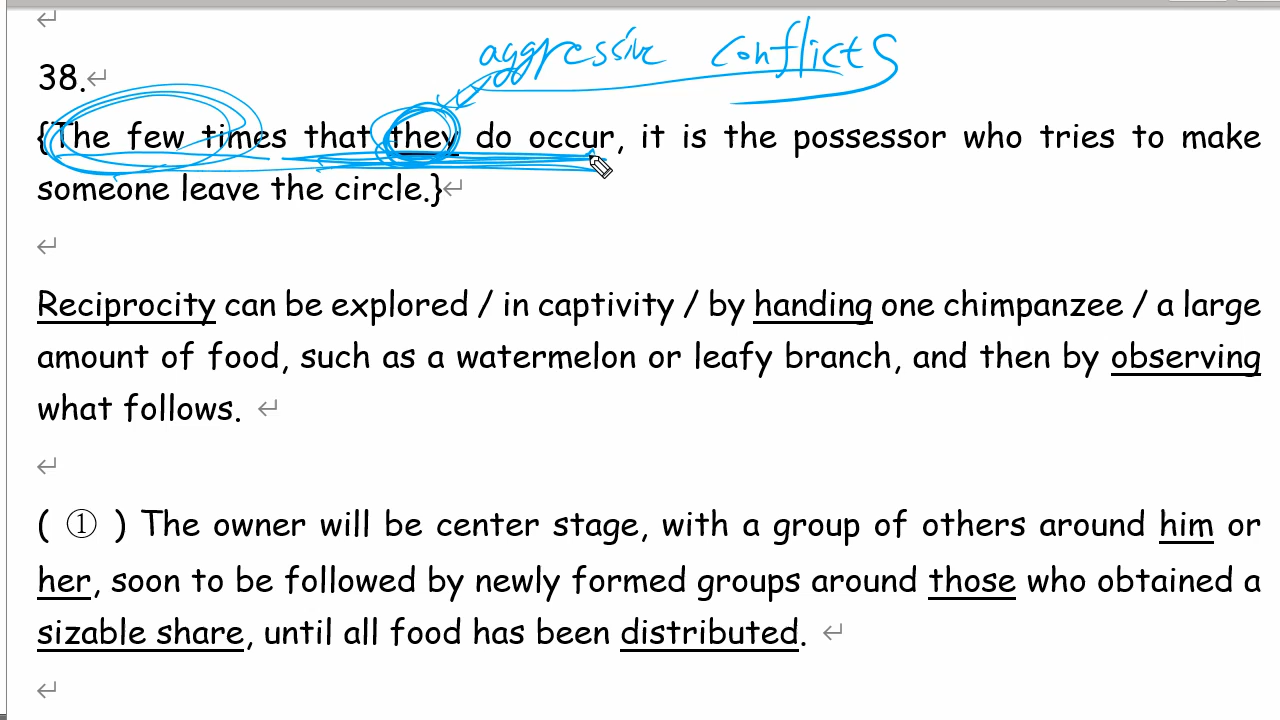 aggressive conflicts
38.
{The few times that they do occur, it is the possessor who tries to make
someone leave the circle.}
Reciprocity can be explored / in captivity / by handing one chimpanzee / a large
amount of food, such as a watermelon or leafy branch, and then by observing
what follows.
( ① ) The owner will be center stage, with a group of others around him or
her, soon to be followed by newly formed groups around those who obtained a
sizable share, until all food has been distributed.